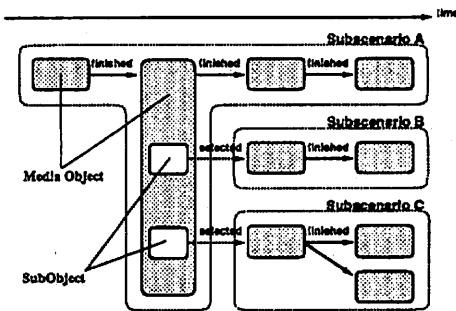 time
Subscenario A
finished
finished
finished
Subscenario B
selected
finished
Media Object
Subscenario C
selected
finished
SubObject